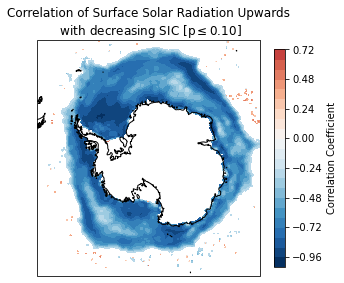 Correlation of Surface Solar Radiation Upwards
with decreasing SIC [p ≤ 0.10]
0.72
0.48
0.24
0.00
−0.24
−0.48
−0.72
−0.96
Correlation Coefficient